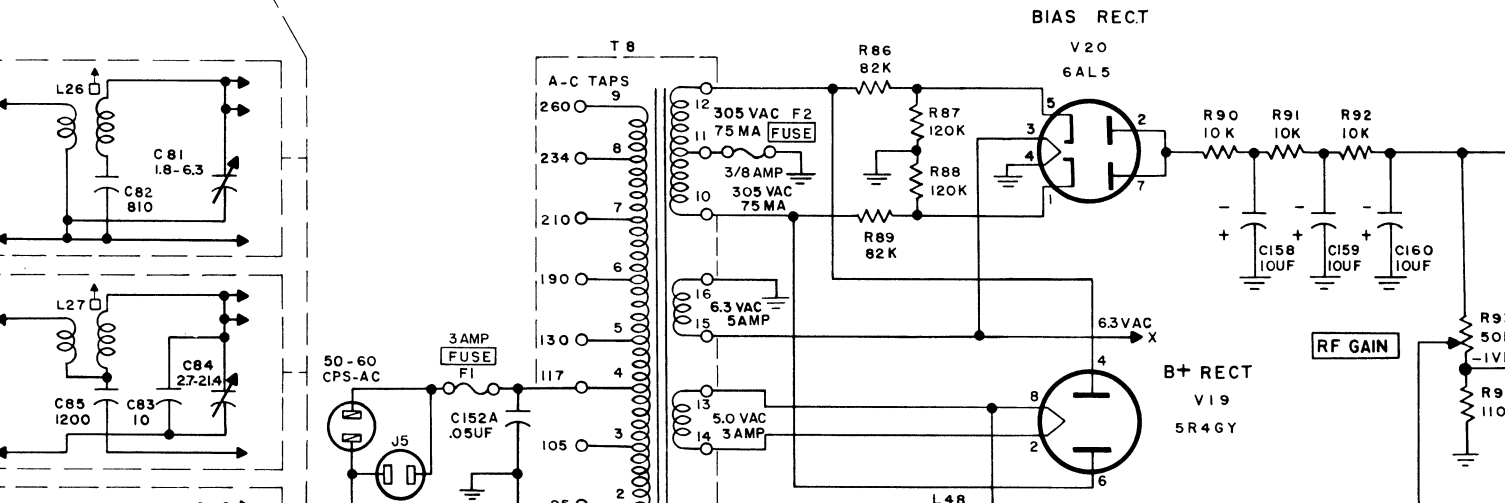 BIAS RECT
V20
6AL5
T8
A-C TAPS
260
9
234
8
210
7
190
6
130
5
117
4
105
3
2
12
305 VAC
75 MA
F2
FUSE
11
3/8 AMP
305 VAC
75 MA
10
R86
82K
R87
120K
R88
120K
R89
82K
5
3
4
1
2
7
R90
10K
R91
10K
R92
10K
-
+
C158
10UF
-
+
C159
10UF
-
+
C160
10UF
16
6.3 VAC
5AMP
15
6.3 VAC
X
13
5.0 VAC
3 AMP
14
4
8
2
6
B+ RECT
V19
5R4GY
L48
RF GAIN
-1V
L26
C81
1.8-6.3
C82
810
L27
C84
2.7-21.4
C85
1200
C83
10
50-60
CPS-AC
3 AMP
FUSE
F1
C152A
.05UF
J5